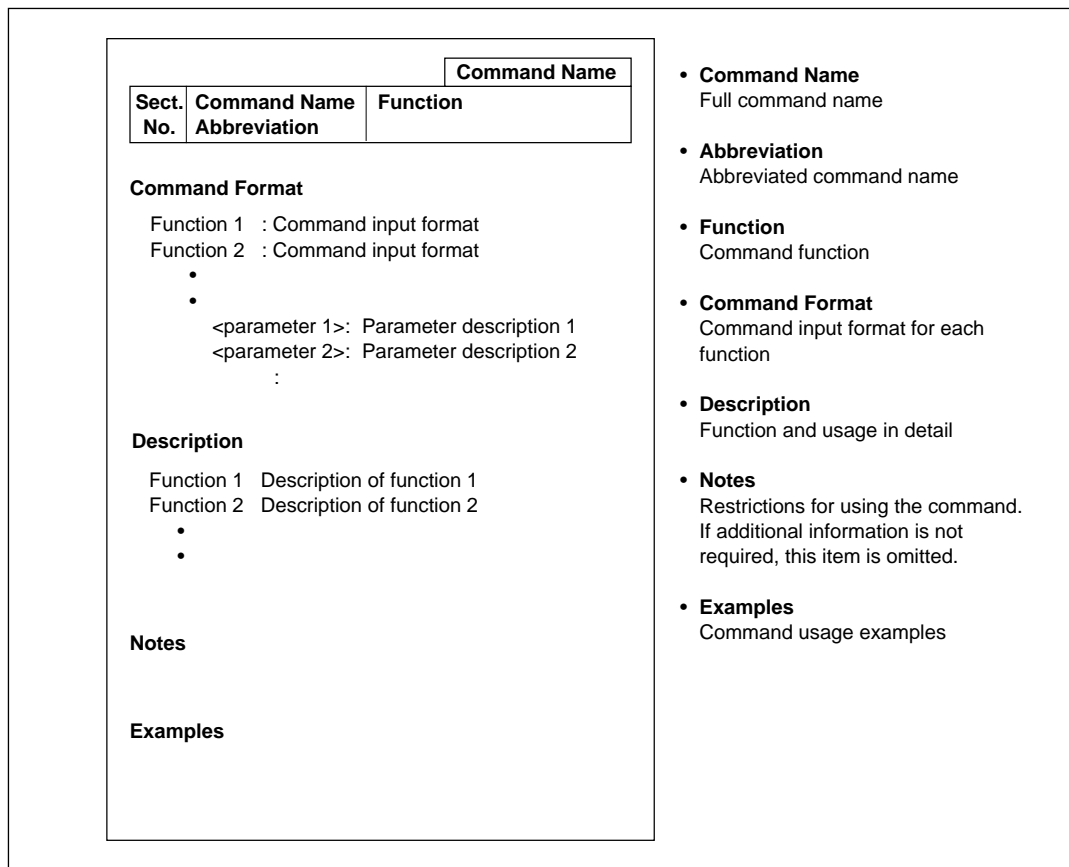 Command Name
Sect. No. Command Name Abbreviation Function
Command Format
Function 1 : Command input format
Function 2 : Command input format
•
•
<parameter 1>: Parameter description 1
<parameter 2>: Parameter description 2
:
Description
Function 1 Description of function 1
Function 2 Description of function 2
•
•
Notes
Examples
• Command Name
Full command name
• Abbreviation
Abbreviated command name
• Function
Command function
• Command Format
Command input format for each
function
• Description
Function and usage in detail
• Notes
Restrictions for using the command.
If additional information is not
required, this item is omitted.
• Examples
Command usage examples